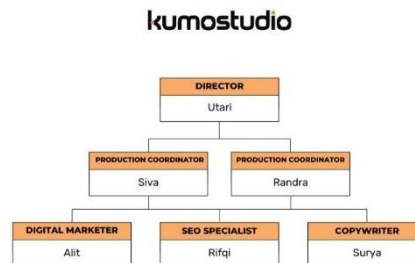 kumostudio
DIRECTOR
Utari
PRODUCTION COORDINATOR
Siva
PRODUCTION COORDINATOR
Randra
DIGITAL MARKETER
Alit
SEO SPECIALIST
Rifqi
COPYWRITER
Surya